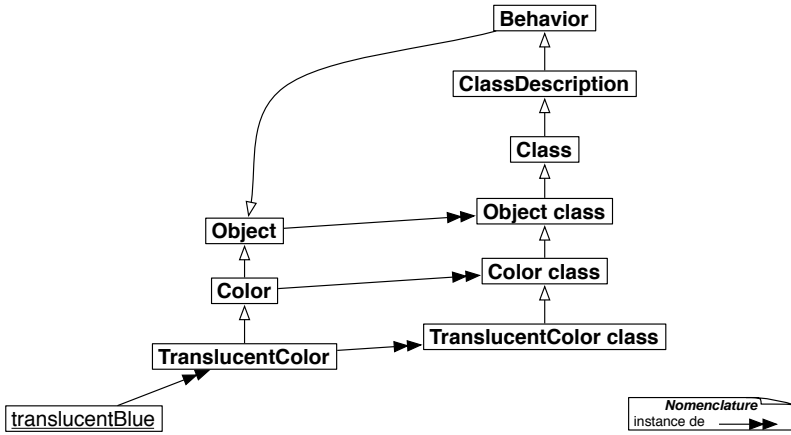 Behavior
ClassDescription
Class
Object
Object class
Color
Color class
TranslucentColor
TranslucentColor class
translucentBlue
Nomenclature
instance de